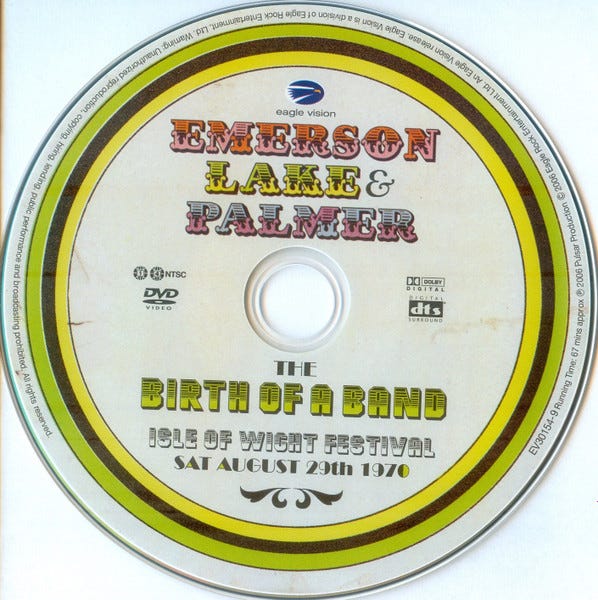 eagle vision
EMERSON
LAKE &
PALMER
NTSC
DVD
VIDEO
DOLBY
DIGITAL
DIGITAL
dts
SURROUND
THE
BIRTH OF A BAND
ISLE OF WIGHT FESTIVAL
SAT AUGUST 29th 1970
EV30154-9 Running Time: 67 mins approx ℗ 2006 Pulsar Production © 2006 Eagle Rock Entertainment Ltd. An Eagle Vision release. Eagle Vision is a division of Eagle Rock Entertainment. Ltd. Warning: Unauthorized reproduction, copying, hiring, lending, public performance and broadcasting prohibited. All rights reserved.